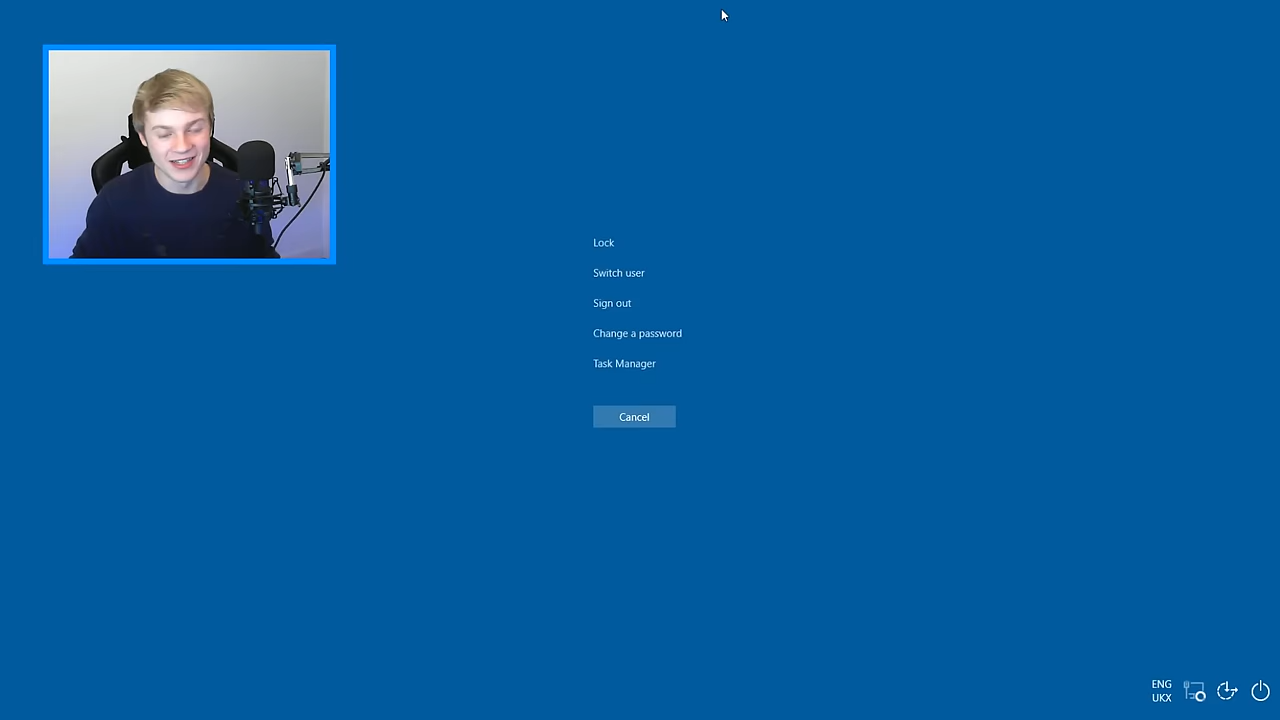 Lock
Switch user
Sign out
Change a password
Task Manager
Cancel
ENG
UKX